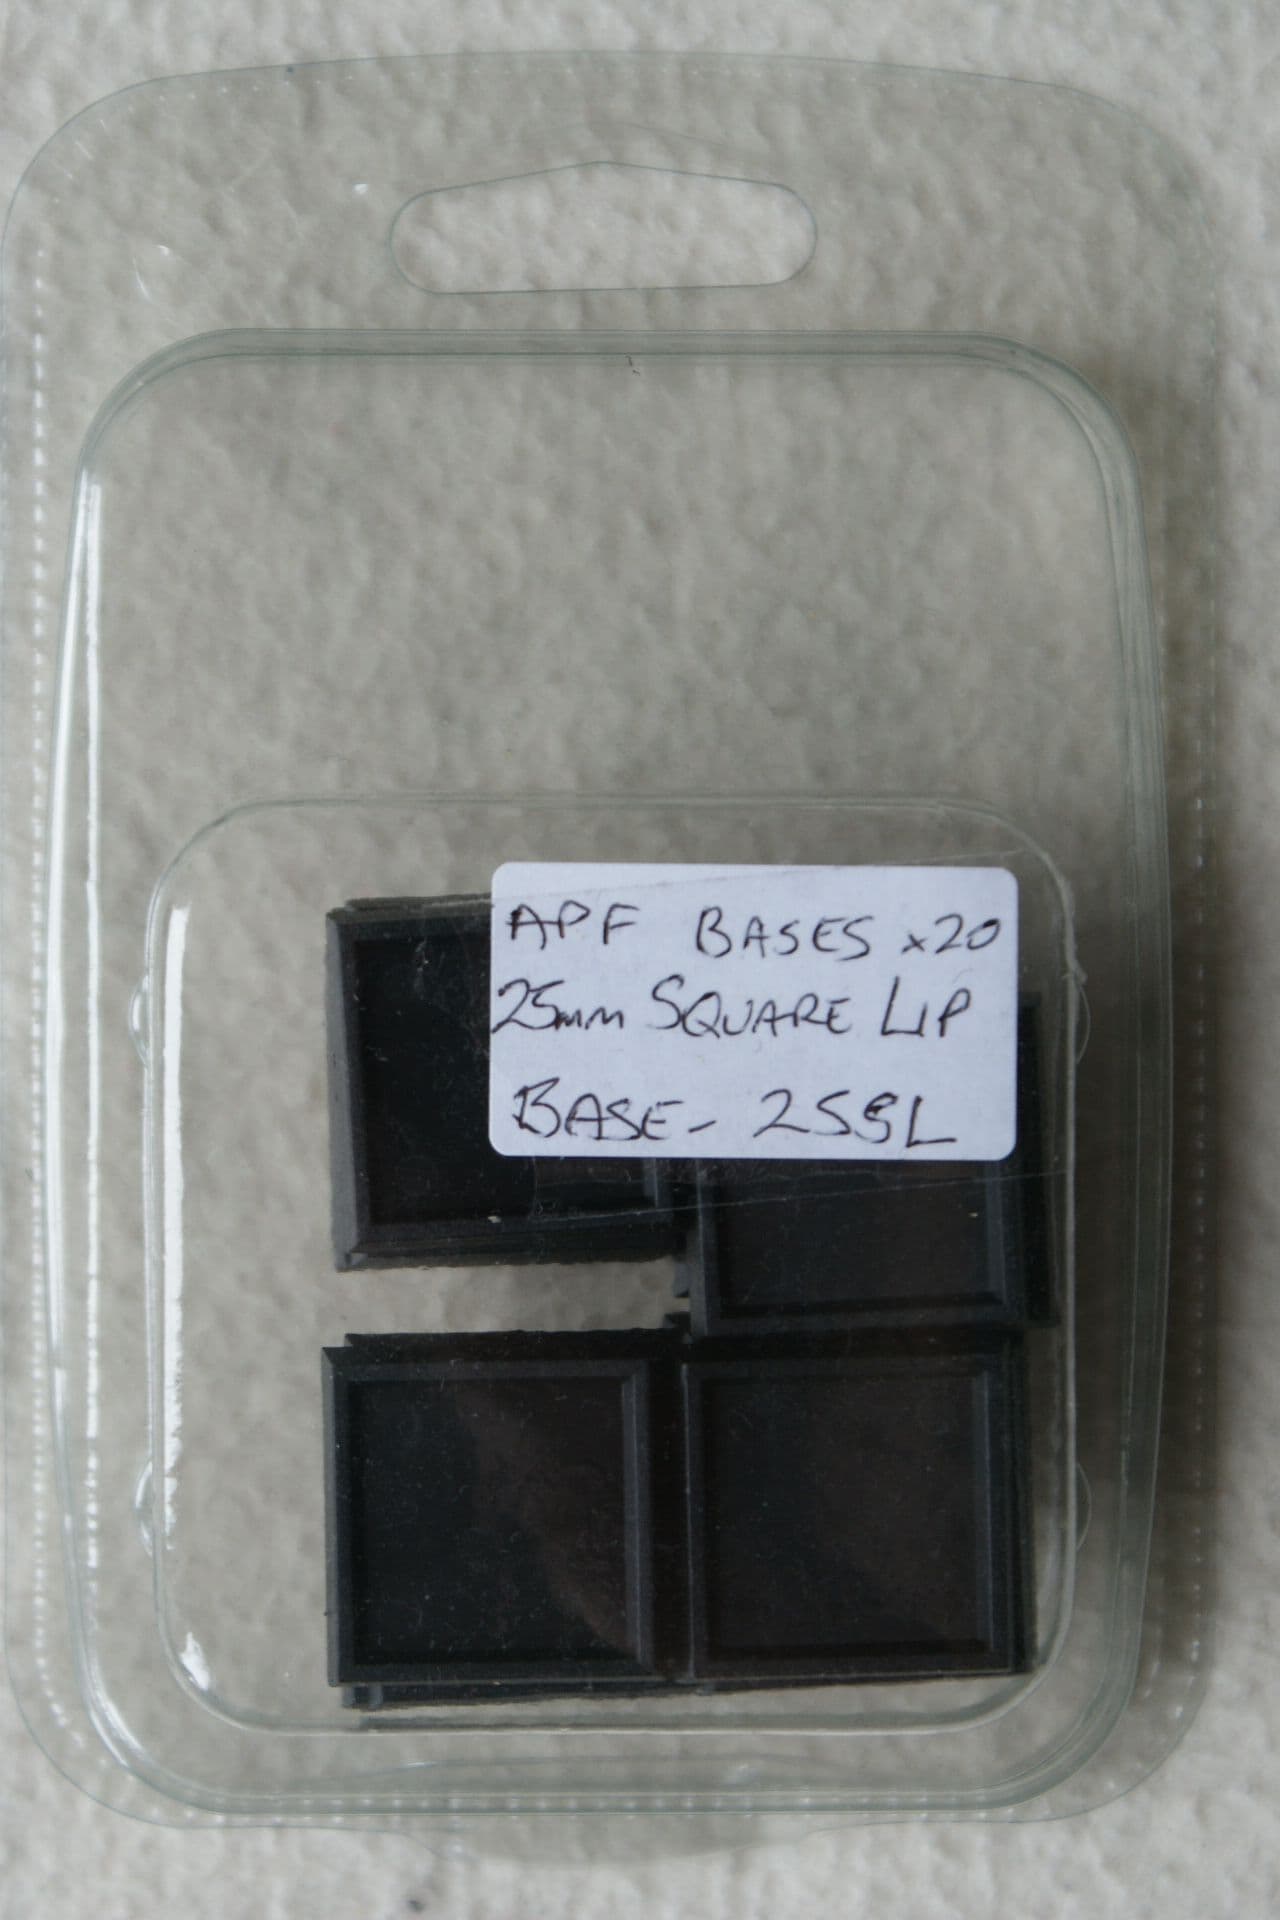 APF BASES x20
25mm SQUARE LIP
BASE- 25SL